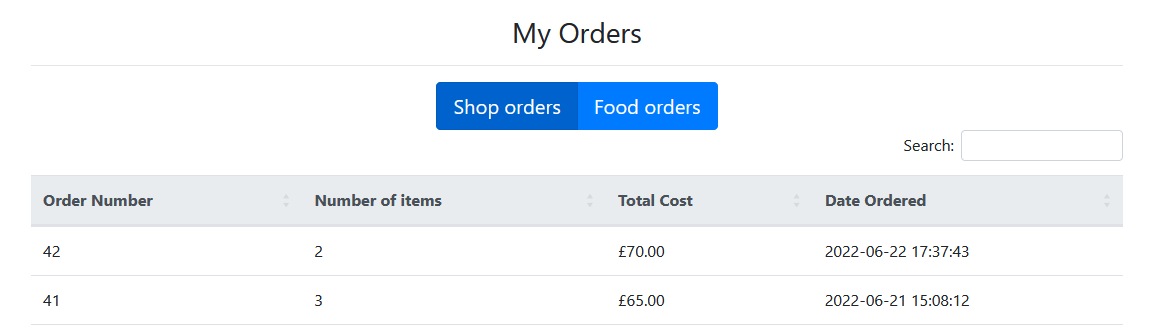 My Orders
Shop orders Food orders
Search:
Order Number Number of items Total Cost Date Ordered
42 2 £70.00 2022-06-22 17:37:43
41 3 £65.00 2022-06-21 15:08:12